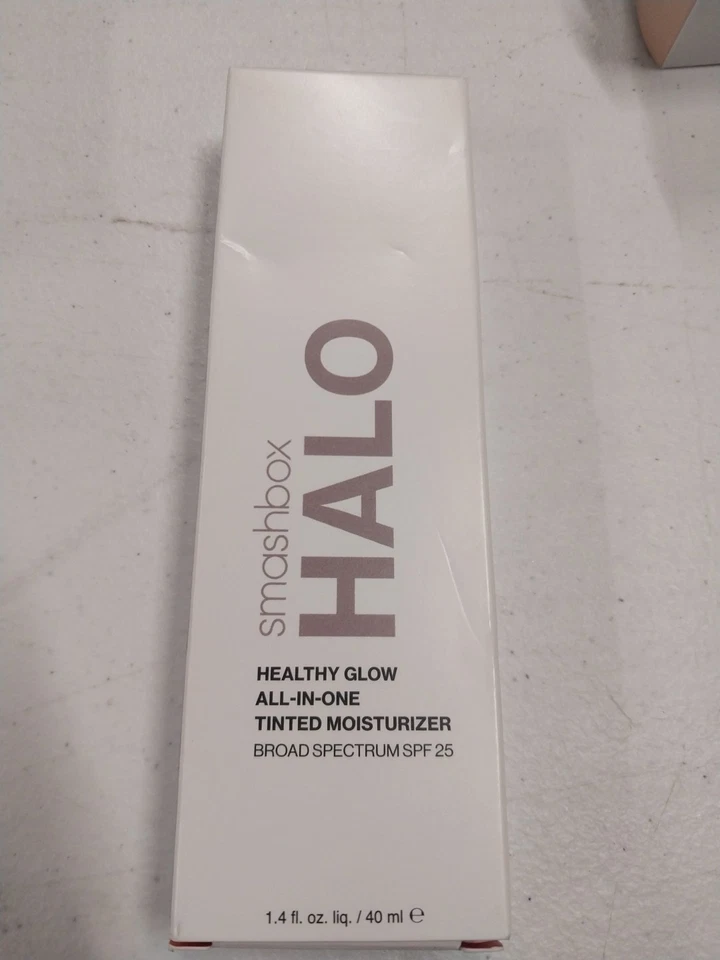 smashbox
HALO
HEALTHY GLOW
ALL-IN-ONE
TINTED MOISTURIZER
BROAD SPECTRUM SPF 25
1.4 fl. oz. liq. / 40 ml ℮